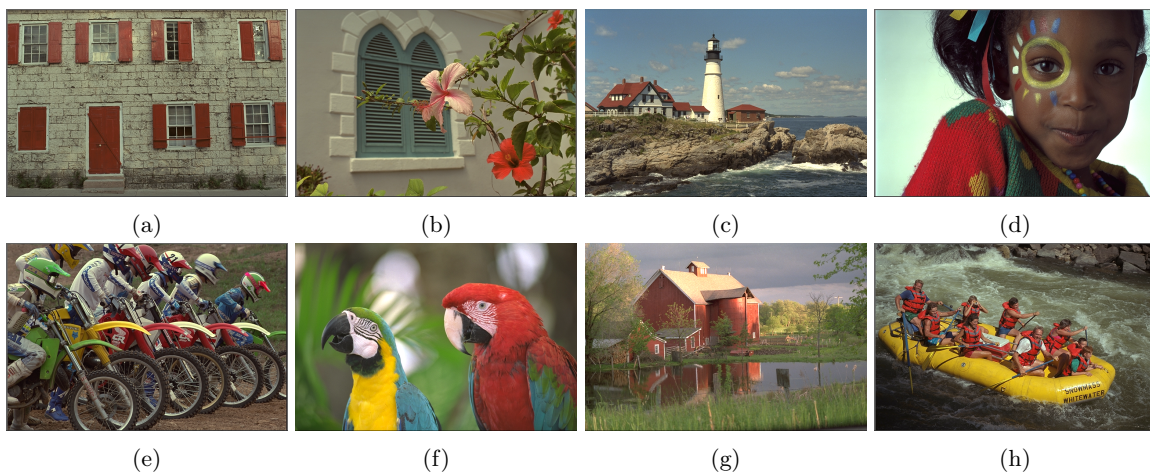 (a)
(b)
(c)
(d)
SNOWMASS
WHITEWATER
(e)
(f)
(g)
(h)